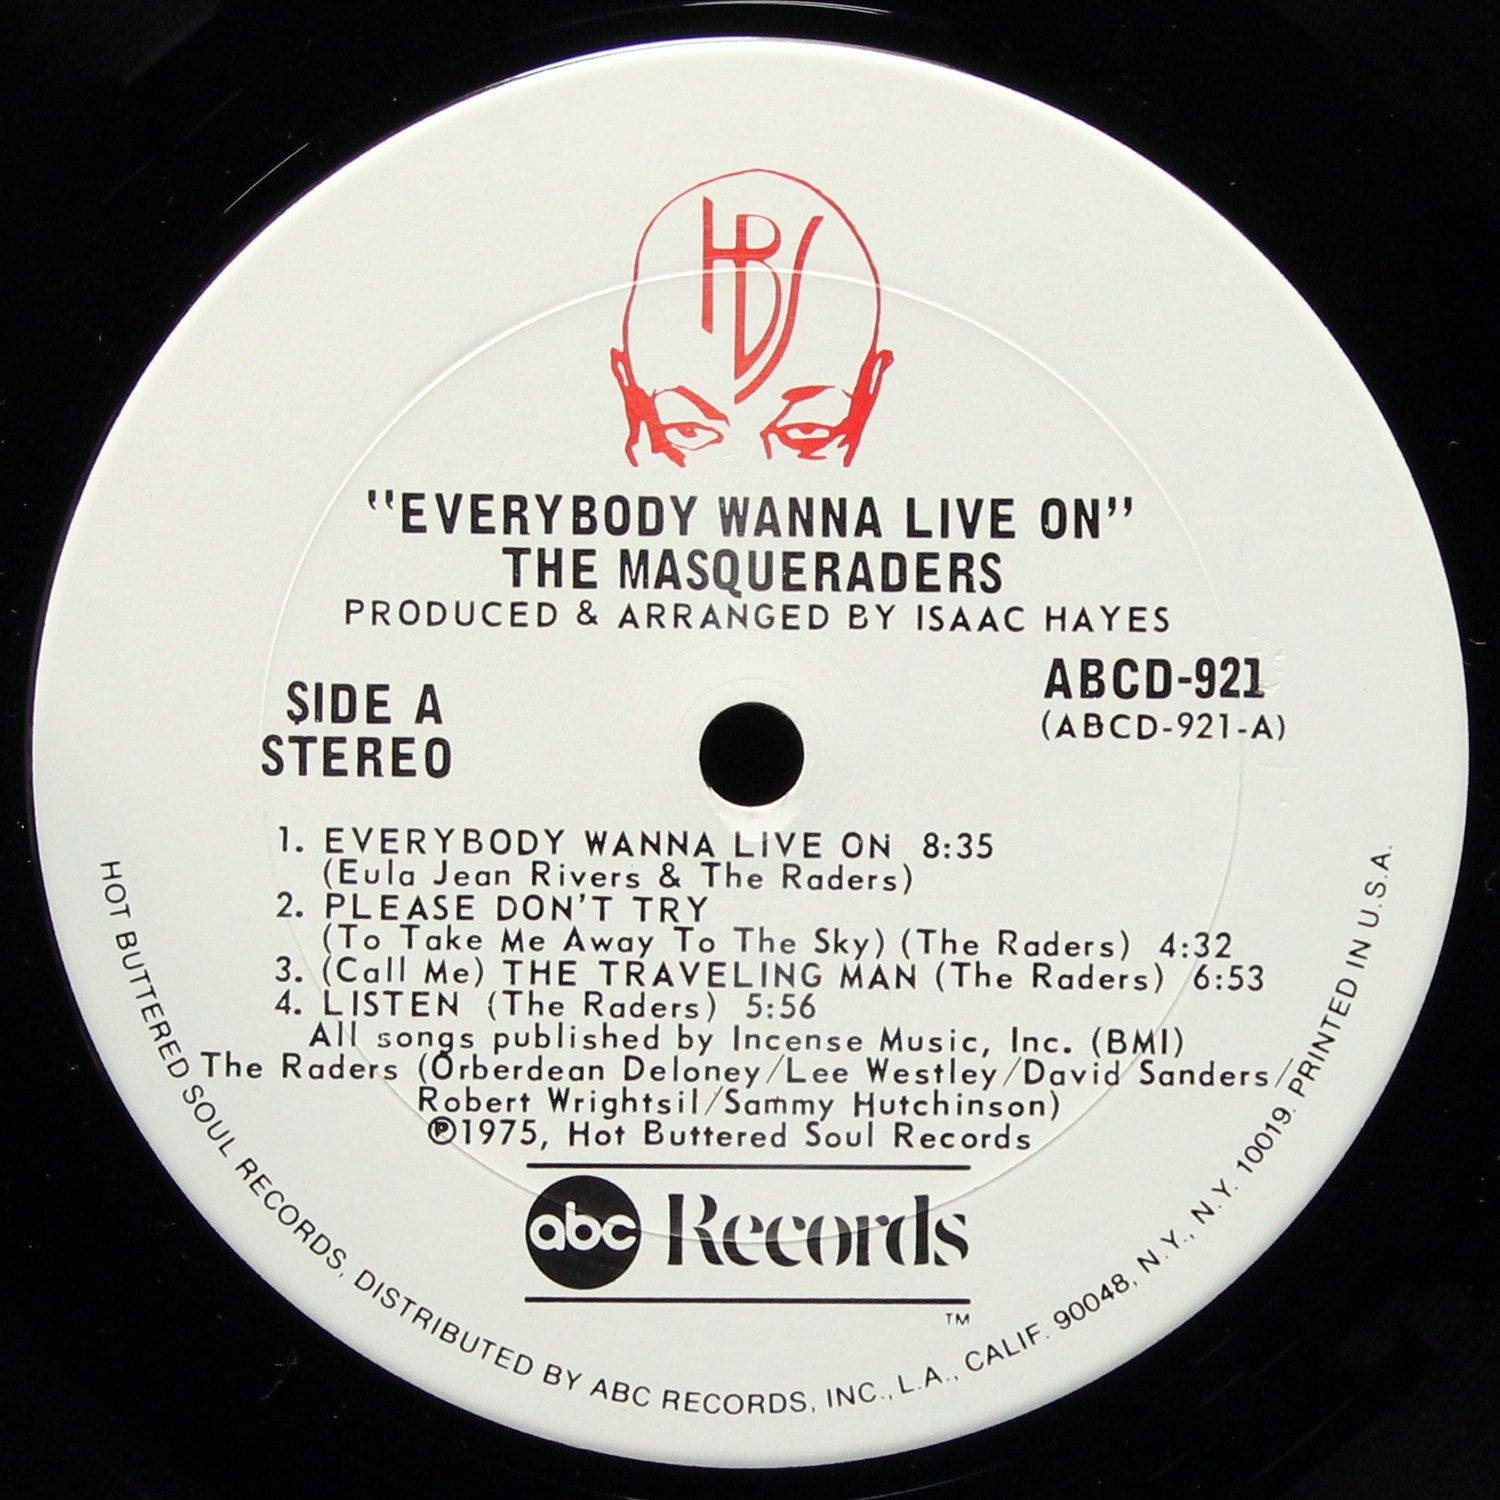 HBS
"EVERYBODY WANNA LIVE ON"
THE MASQUERADERS
PRODUCED & ARRANGED BY ISAAC HAYES
SIDE A
STEREO
ABCD-921
(ABCD-921-A)
1. EVERYBODY WANNA LIVE ON 8:35
(Eula Jean Rivers & The Raders)
2. PLEASE DON'T TRY
(To Take Me Away To The Sky) (The Raders) 4:32
3. (Call Me) THE TRAVELING MAN (The Raders) 6:53
4. LISTEN (The Raders) 5:56
All songs published by Incense Music, Inc. (BMI)
The Raders (Orberdean Deloney/Lee Westley/David Sanders/
Robert Wrightsil/Sammy Hutchinson)
℗1975, Hot Buttered Soul Records
abc Records
TM
HOT BUTTERED SOUL RECORDS, DISTRIBUTED BY ABC RECORDS, INC., L.A., CALIF. 90048, N.Y., N.Y. 10019. PRINTED IN U.S.A.